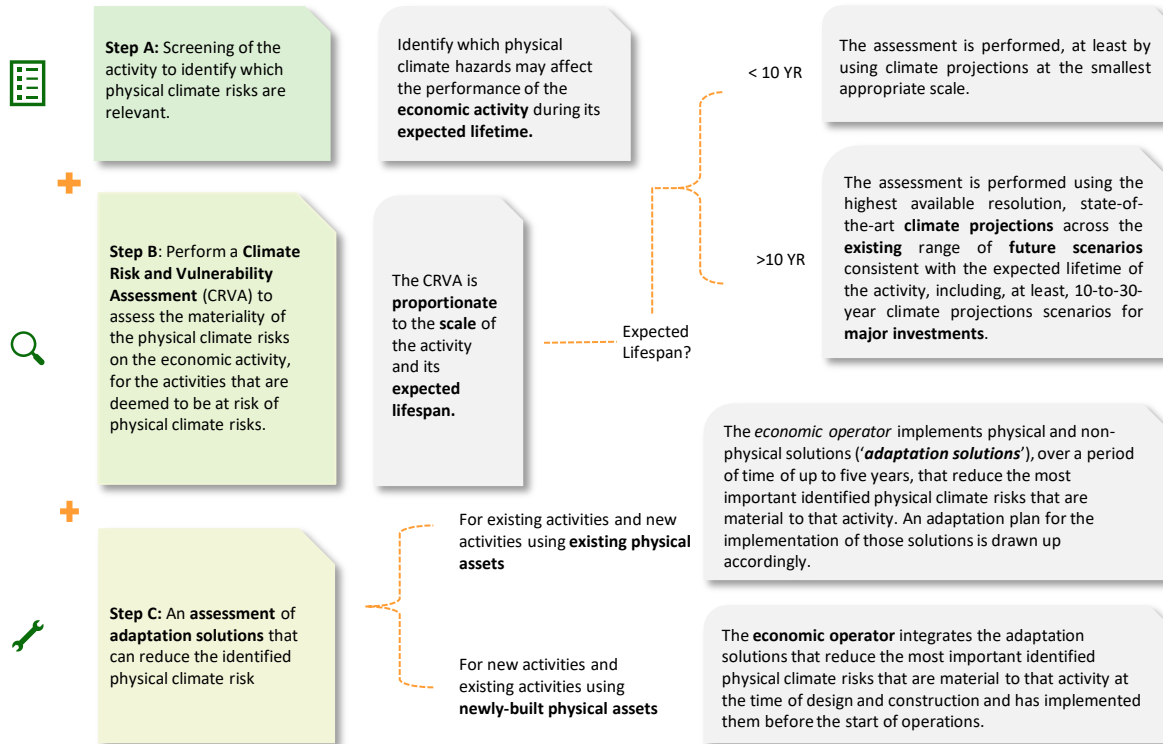 Step A: Screening of the
activity to identify which
physical climate risks are
relevant.
Identify which physical
climate hazards may affect
the performance of the
economic activity during its
expected lifetime.
< 10 YR
The assessment is performed, at least by
using climate projections at the smallest
appropriate scale.
Step B: Perform a Climate
Risk and Vulnerability
Assessment (CRVA) to
assess the materiality of
the physical climate risks
on the economic activity,
for the activities that are
deemed to be at risk of
physical climate risks.
The CRVA is
proportionate
to the scale of
the activity
and its
expected
lifespan.
Expected
Lifespan?
>10 YR
The assessment is performed using the
highest available resolution, state-of-
the-art climate projections across the
existing range of future scenarios
consistent with the expected lifetime of
the activity, including, at least, 10-to-30-
year climate projections scenarios for
major investments.
Step C: An assessment of
adaptation solutions that
can reduce the identified
physical climate risk
For existing activities and new
activities using existing physical
assets
The economic operator implements physical and non-
physical solutions (‘adaptation solutions’), over a
period of time of up to five years, that reduce the most
important identified physical climate risks that are
material to that activity. An adaptation plan for the
implementation of those solutions is drawn up
accordingly.
For new activities and
existing activities using
newly-built physical assets
The economic operator integrates the adaptation
solutions that reduce the most important identified
physical climate risks that are material to that activity at
the time of design and construction and has implemented
them before the start of operations.